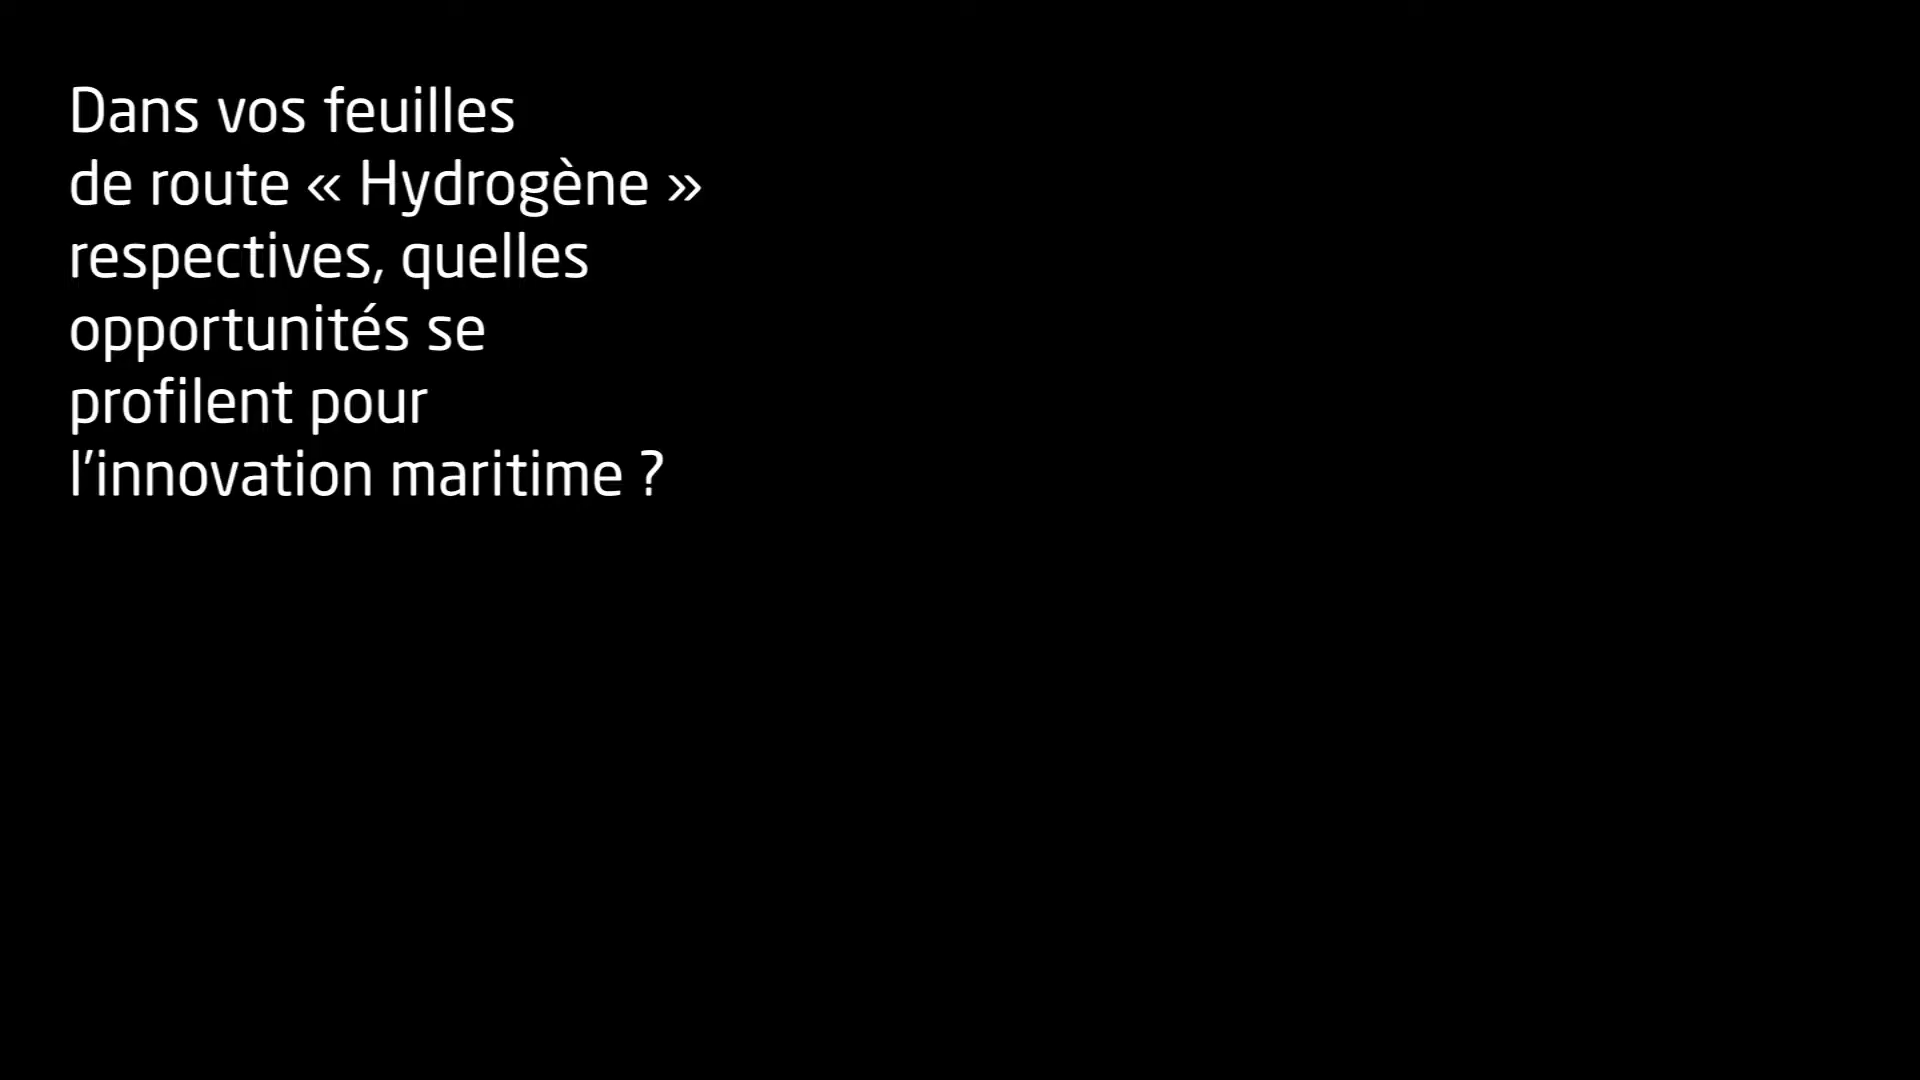 Dans vos feuilles
de route « Hydrogène »
respectives, quelles
opportunités se
profilent pour
l’innovation maritime ?